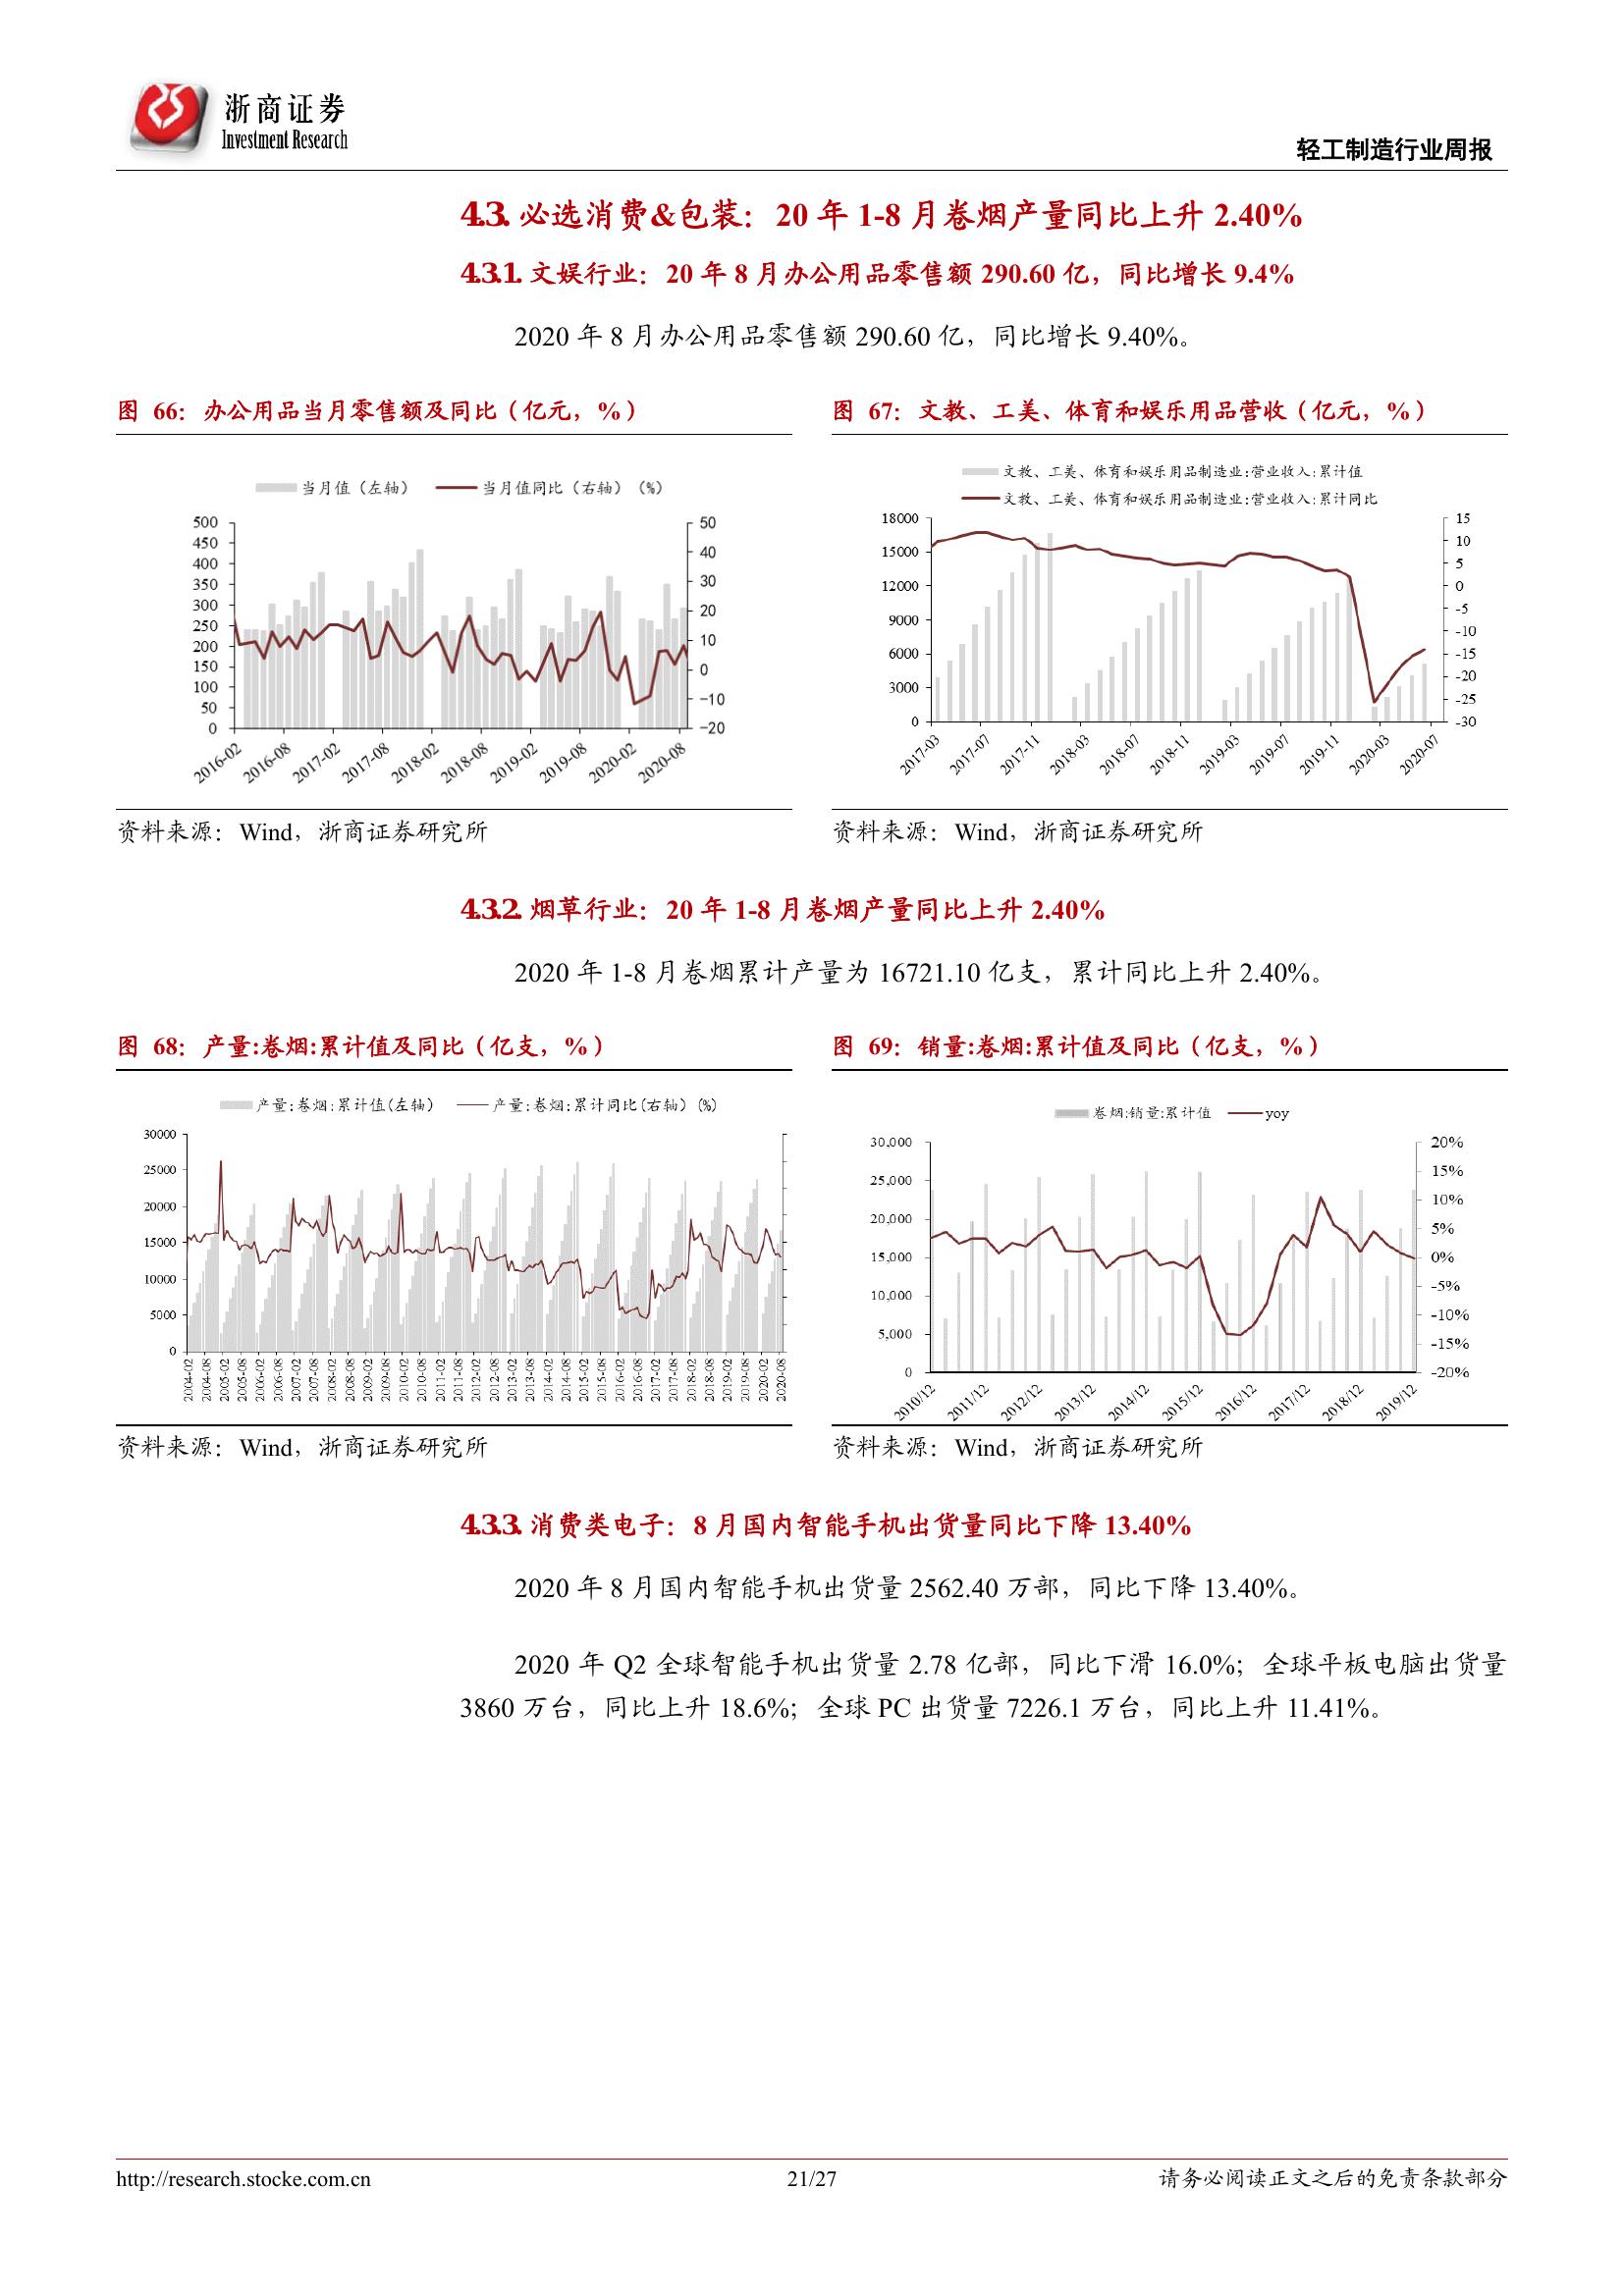 浙商证券
Investment Research
轻工制造行业周报
4.3. 必选消费&包装：20 年 1-8 月卷烟产量同比上升 2.40%
4.3.1. 文娱行业：20 年 8 月办公用品零售额 290.60 亿，同比增长 9.4%
2020 年 8 月办公用品零售额 290.60 亿，同比增长 9.40%。
图 66：办公用品当月零售额及同比（亿元，%）
当月值（左轴） 当月值同比（右轴）(%)
500
450
400
350
300
250
200
150
100
50
0
50
40
30
20
10
0
-10
-20
2016-02 2016-08 2017-02 2017-08 2018-02 2018-08 2019-02 2019-08 2020-02 2020-08
资料来源：Wind，浙商证券研究所
图 67：文教、工美、体育和娱乐用品营收（亿元，%）
文教、工美、体育和娱乐用品制造业:营业收入:累计值
文教、工美、体育和娱乐用品制造业:营业收入:累计同比
18000
15000
12000
9000
6000
3000
0
15
10
5
0
-5
-10
-15
-20
-25
-30
2017-03 2017-07 2017-11 2018-03 2018-07 2018-11 2019-03 2019-07 2019-11 2020-03 2020-07
资料来源：Wind，浙商证券研究所
4.3.2. 烟草行业：20 年 1-8 月卷烟产量同比上升 2.40%
2020 年 1-8 月卷烟累计产量为 16721.10 亿支，累计同比上升 2.40%。
图 68：产量:卷烟:累计值及同比（亿支，%）
产量:卷烟:累计值(左轴) 产量:卷烟:累计同比(右轴) (%)
30000
25000
20000
15000
10000
5000
0
2004-02 2004-08 2005-02 2005-08 2006-02 2006-08 2007-02 2007-08 2008-02 2008-08 2009-02 2009-08 2010-02 2010-08 2011-02 2011-08 2012-02 2012-08 2013-02 2013-08 2014-02 2014-08 2015-02 2015-08 2016-02 2016-08 2017-02 2017-08 2018-02 2018-08 2019-02 2019-08 2020-02 2020-08
资料来源：Wind，浙商证券研究所
图 69：销量:卷烟:累计值及同比（亿支，%）
卷烟:销量:累计值 yoy
30,000
25,000
20,000
15,000
10,000
5,000
0
20%
15%
10%
5%
0%
-5%
-10%
-15%
-20%
2010/12 2011/12 2012/12 2013/12 2014/12 2015/12 2016/12 2017/12 2018/12 2019/12
资料来源：Wind，浙商证券研究所
4.3.3. 消费类电子：8 月国内智能手机出货量同比下降 13.40%
2020 年 8 月国内智能手机出货量 2562.40 万部，同比下降 13.40%。
2020 年 Q2 全球智能手机出货量 2.78 亿部，同比下滑 16.0%；全球平板电脑出货量
3860 万台，同比上升 18.6%；全球 PC 出货量 7226.1 万台，同比上升 11.41%。
http://research.stocke.com.cn
21/27
请务必阅读正文之后的免责条款部分